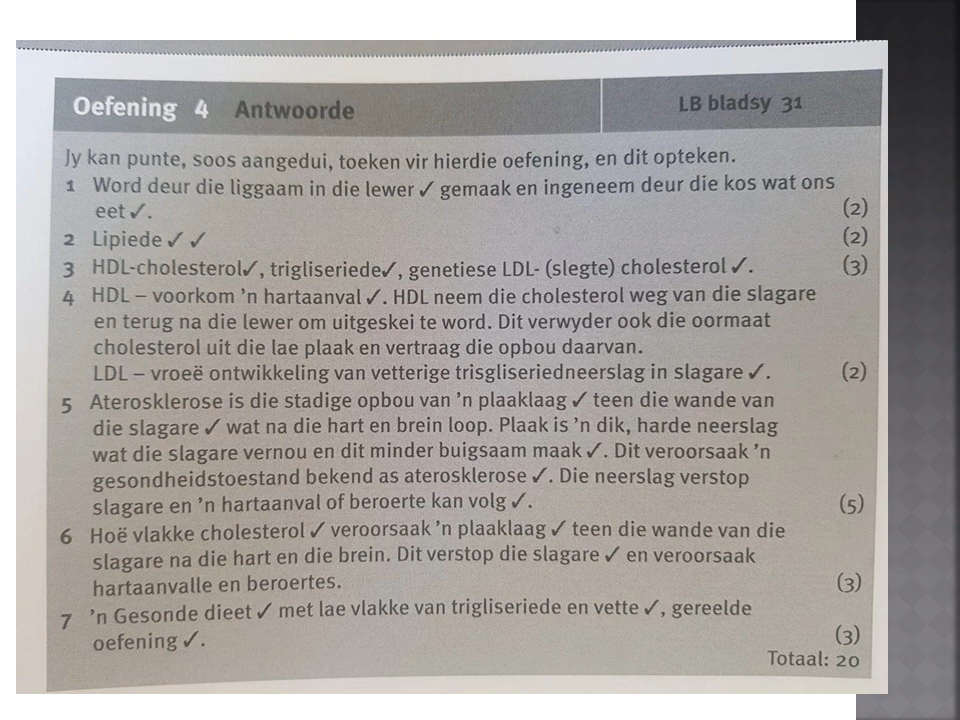 Oefening 4 Antwoorde LB bladsy 31
Jy kan punte, soos aangedui, toeken vir hierdie oefening, en dit opteken.
1 Word deur die liggaam in die lewer ✓ gemaak en ingeneem deur die kos wat ons
eet ✓. (2)
2 Lipiede ✓ ✓ (2)
3 HDL-cholesterol✓, trigliseriede✓, genetiese LDL- (slegte) cholesterol ✓. (3)
4 HDL – voorkom 'n hartaanval ✓. HDL neem die cholesterol weg van die slagare
en terug na die lewer om uitgeskei te word. Dit verwyder ook die oormaat
cholesterol uit die lae plaak en vertraag die opbou daarvan.
LDL – vroeë ontwikkeling van vetterige trisgliseriedneerslag in slagare ✓. (2)
5 Aterosklerose is die stadige opbou van 'n plaaklaag ✓ teen die wande van
die slagare ✓ wat na die hart en brein loop. Plaak is 'n dik, harde neerslag
wat die slagare vernou en dit minder buigsaam maak ✓. Dit veroorsaak 'n
gesondheidstoestand bekend as aterosklerose ✓. Die neerslag verstop
slagare en 'n hartaanval of beroerte kan volg ✓. (5)
6 Hoë vlakke cholesterol ✓ veroorsaak 'n plaaklaag ✓ teen die wande van die
slagare na die hart en die brein. Dit verstop die slagare ✓ en veroorsaak
hartaanvalle en beroertes. (3)
7 'n Gesonde dieet ✓ met lae vlakke van trigliseriede en vette ✓, gereelde
oefening ✓. (3)
Totaal: 20